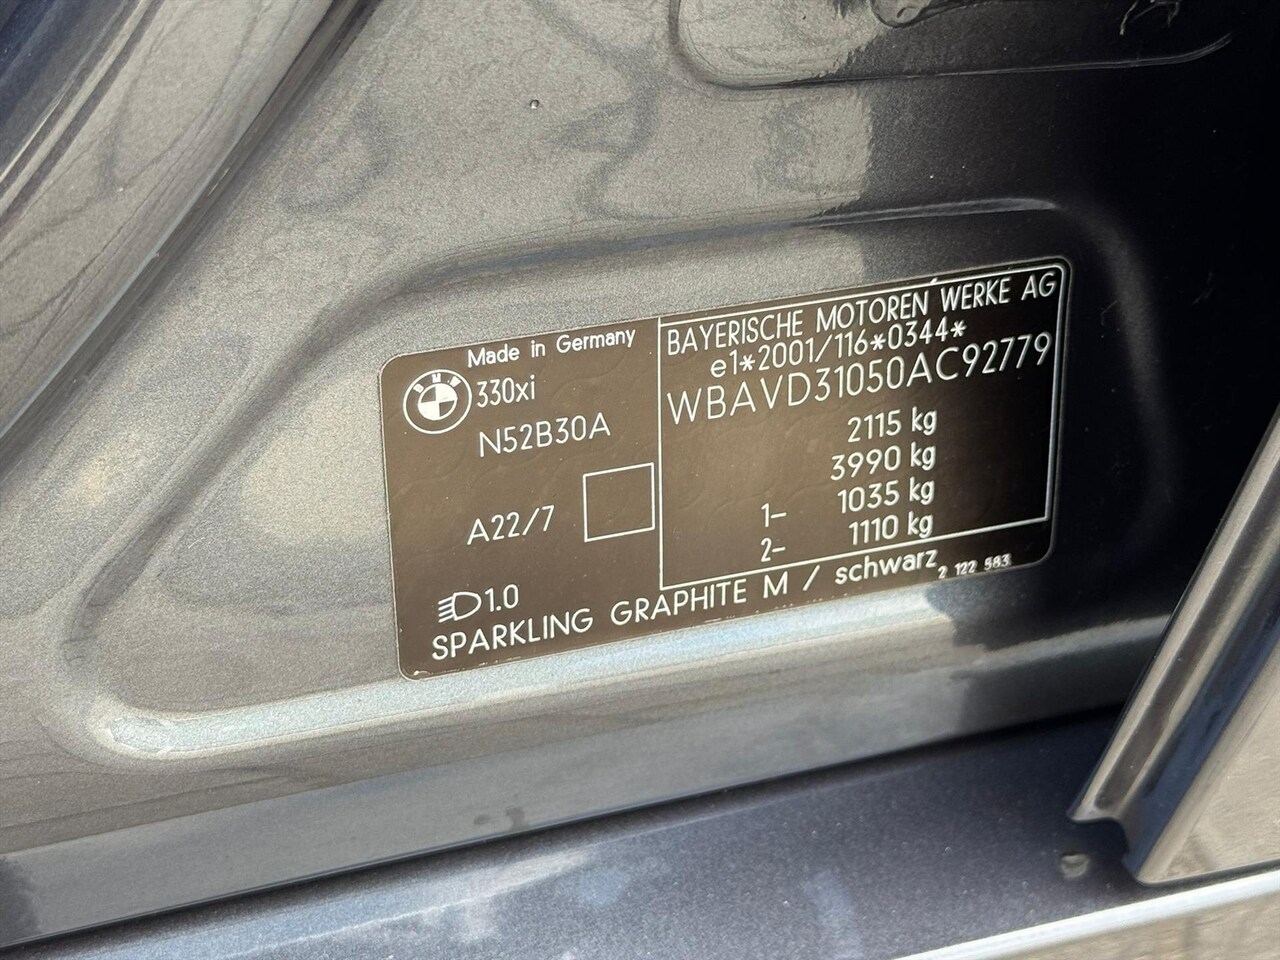 Made in Germany
BMW
330xi
N52B30A
A22/7
1.0
BAYERISCHE MOTOREN WERKE AG
e1*2001/116*0344*
WBAVD31050AC92779
2115 kg
3990 kg
1- 1035 kg
2- 1110 kg
SPARKLING GRAPHITE M / schwarz
2 122 583